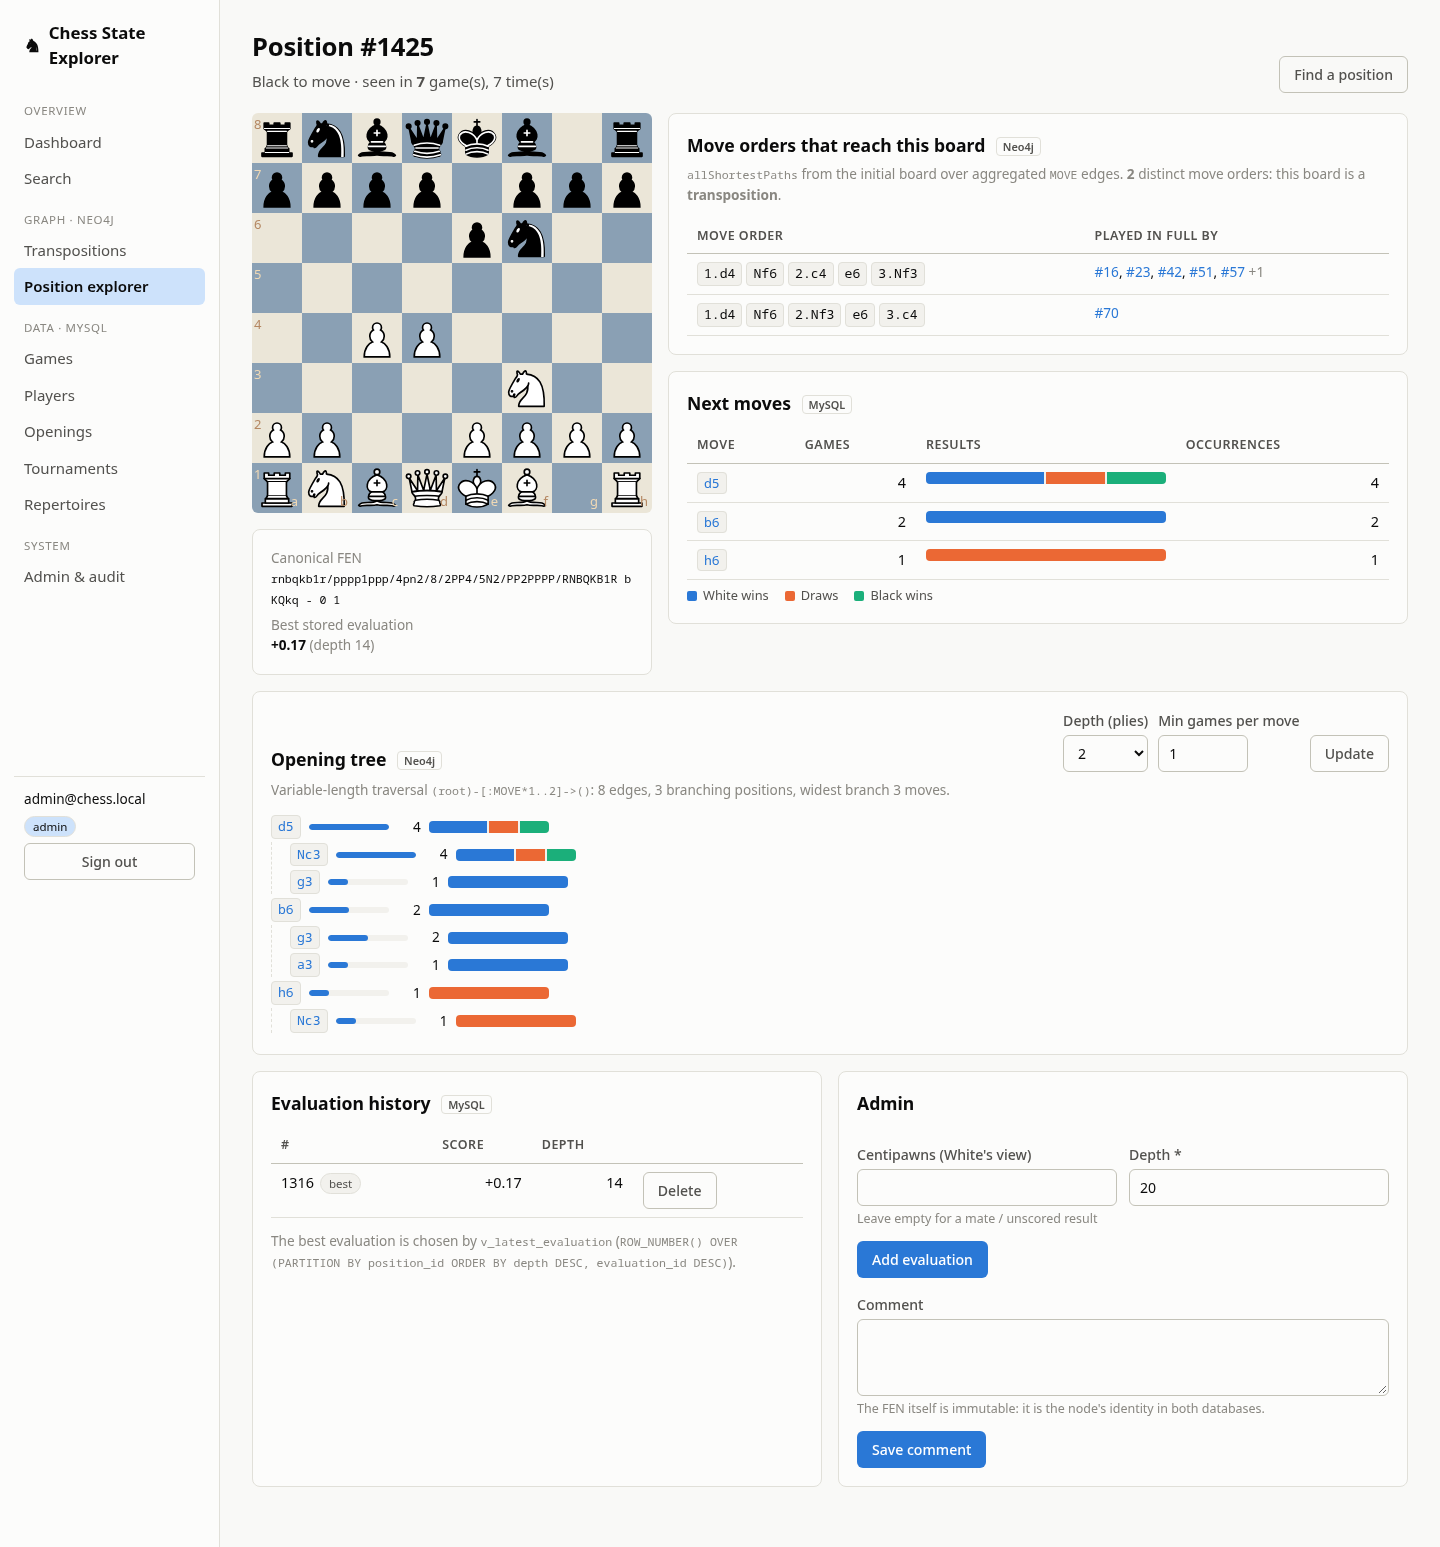 Chess State
Explorer
OVERVIEW
Dashboard
Search
GRAPH · NEO4J
Transpositions
Position explorer
DATA · MYSQL
Games
Players
Openings
Tournaments
Repertoires
SYSTEM
Admin & audit
admin@chess.local
admin
Sign out
Position #1425
Black to move · seen in 7 game(s), 7 time(s)
Find a position
8
7
6
5
4
3
2
1
a b c d e f g h
Canonical FEN
rnbqkb1r/pppp1ppp/4pn2/8/2PP4/5N2/PP2PPPP/RNBQKB1R b
KQkq - 0 1
Best stored evaluation
+0.17 (depth 14)
Move orders that reach this board Neo4j
allShortestPaths from the initial board over aggregated MOVE edges. 2 distinct move orders: this board is a
transposition.
MOVE ORDER PLAYED IN FULL BY
1.d4 Nf6 2.c4 e6 3.Nf3 #16, #23, #42, #51, #57 +1
1.d4 Nf6 2.Nf3 e6 3.c4 #70
Next moves MySQL
MOVE GAMES RESULTS OCCURRENCES
d5 4 4
b6 2 2
h6 1 1
White wins Draws Black wins
Depth (plies) Min games per move
2 1 Update
Opening tree Neo4j
Variable-length traversal (root)-[:MOVE*1..2]->(): 8 edges, 3 branching positions, widest branch 3 moves.
d5 4
Nc3 4
g3 1
b6 2
g3 2
a3 1
h6 1
Nc3 1
Evaluation history MySQL
# SCORE DEPTH
1316 best +0.17 14 Delete
The best evaluation is chosen by v_latest_evaluation (ROW_NUMBER() OVER
(PARTITION BY position_id ORDER BY depth DESC, evaluation_id DESC)).
Admin
Centipawns (White's view) Depth *
20
Leave empty for a mate / unscored result
Add evaluation
Comment
The FEN itself is immutable: it is the node's identity in both databases.
Save comment